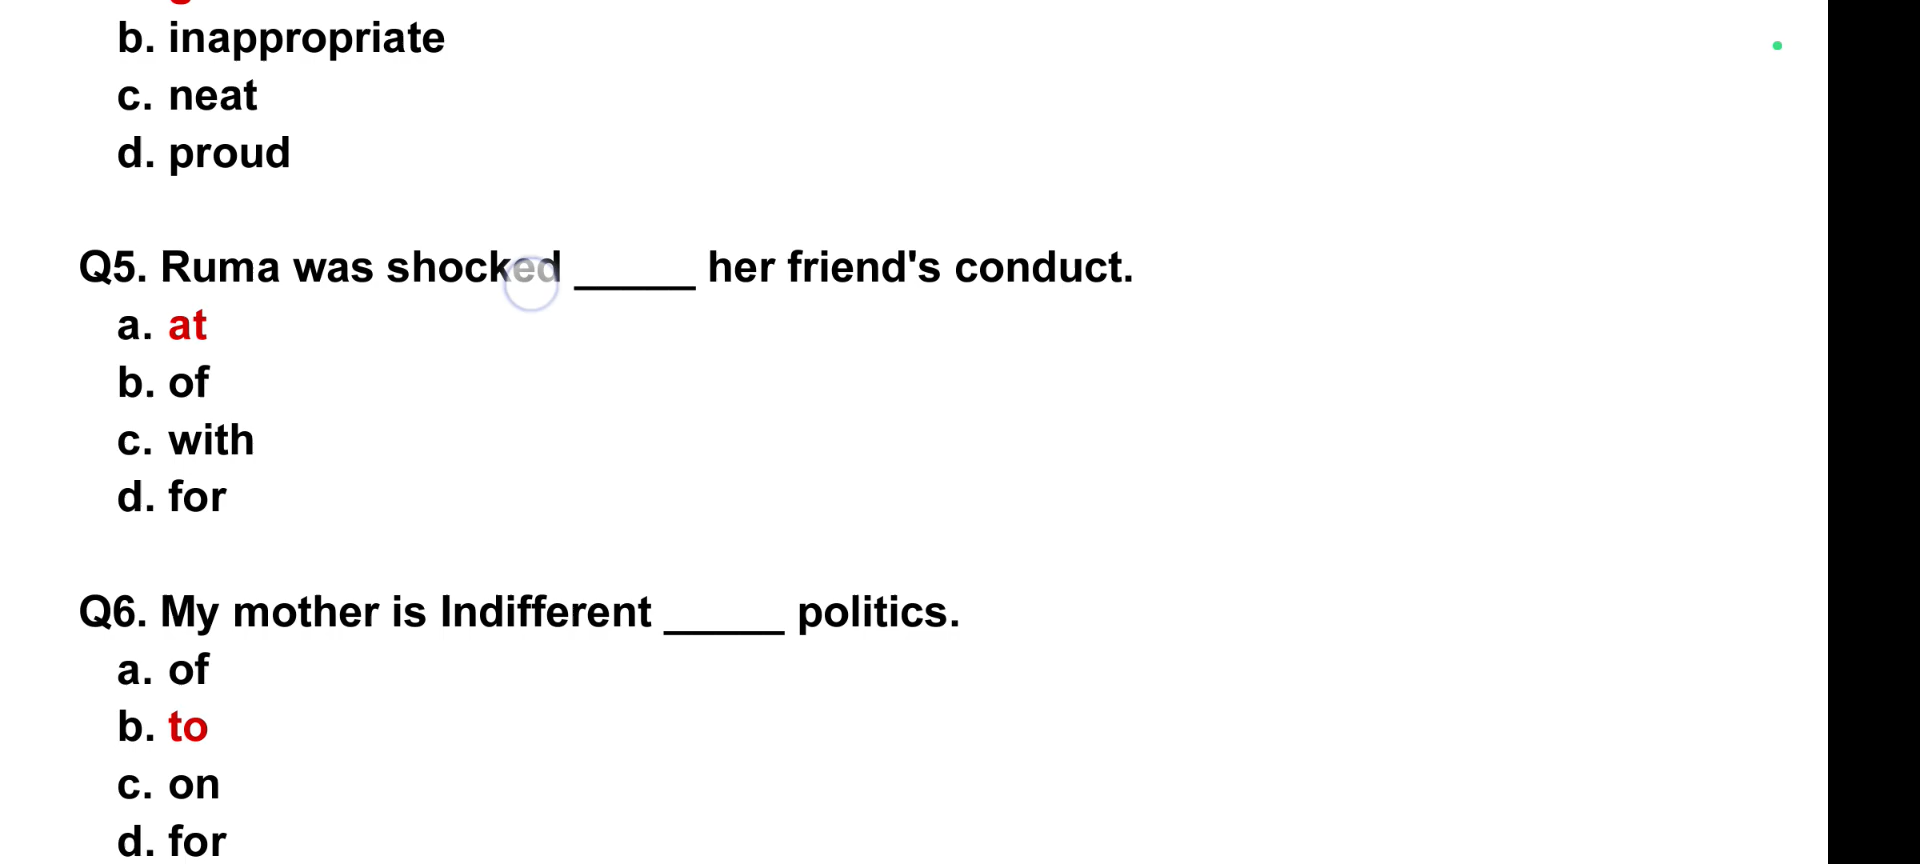 b. inappropriate
c. neat
d. proud
Q5. Ruma was shocked _____ her friend's conduct.
a. at
b. of
c. with
d. for
Q6. My mother is Indifferent _____ politics.
a. of
b. to
c. on
d. for